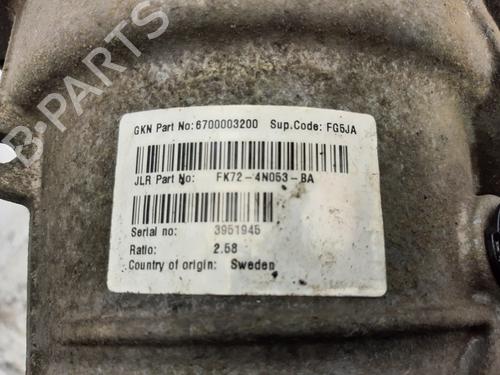 GKN Part No:6700003200 Sup.Code: FG5JA
JLR Part No: FK72-4N053-BA
Serial no: 3951945
Ratio: 2.58
Country of origin: Sweden